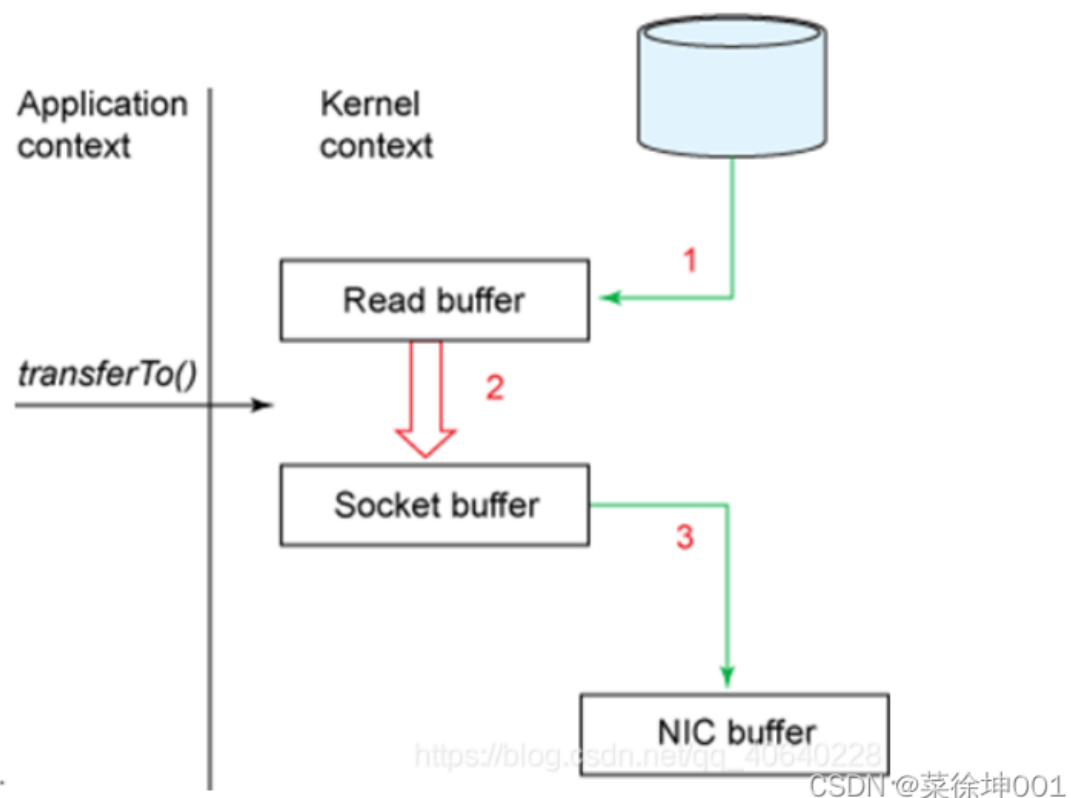 Application
context
Kernel
context
1
Read buffer
transferTo()
2
Socket buffer
3
NIC buffer
https://blog.csdn.net/qq_40640228
CSDN @菜徐坤001